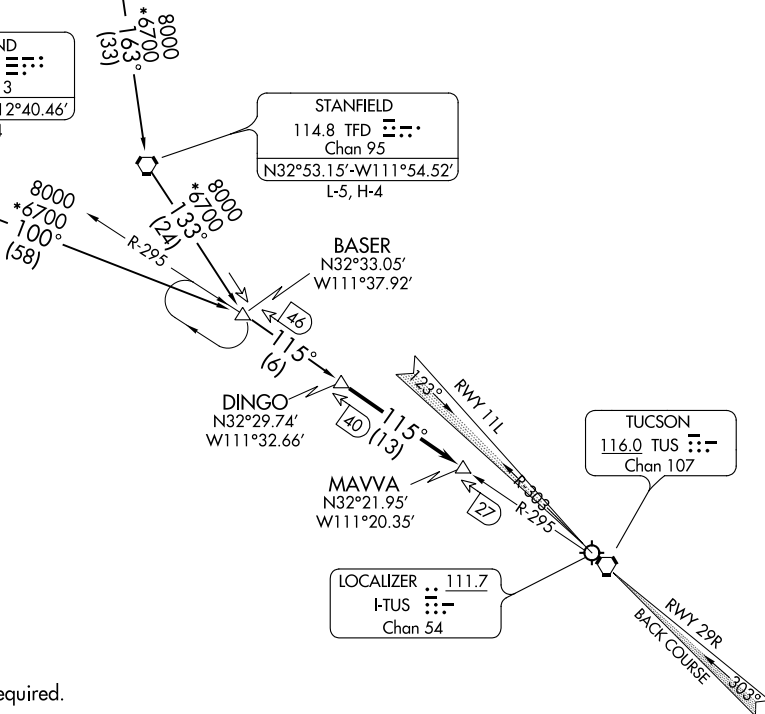 8000
*6700
163°
(33)
ND
3
12°40.46'
STANFIELD
114.8 TFD
Chan 95
N32°53.15'-W111°54.52'
L-5, H-4
8000
*6700
133°
(24)
8000
*6700
100°
(58)
R-295
BASER
N32°33.05'
W111°37.92'
46
115°
(6)
DINGO
N32°29.74'
W111°32.66'
40
115°
(13)
123°
RWY 11L
TUCSON
116.0 TUS
Chan 107
MAVVA
N32°21.95'
W111°20.35'
27
R-303
R-295
LOCALIZER 111.7
I-TUS
Chan 54
RWY 29R
BACK COURSE
303°
equired.